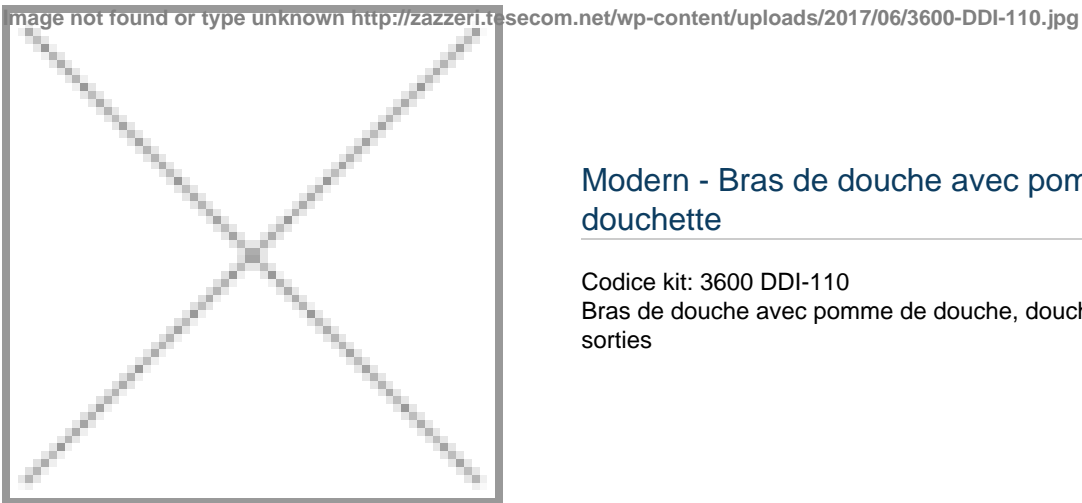 Image not found or type unknown http://zazzeri.tesecom.net/wp-content/uploads/2017/06/3600-DDI-110.jpg
Modern - Bras de douche avec
douchette
Codice kit: 3600 DDI-110
Bras de douche avec pomme de douche,
sorties